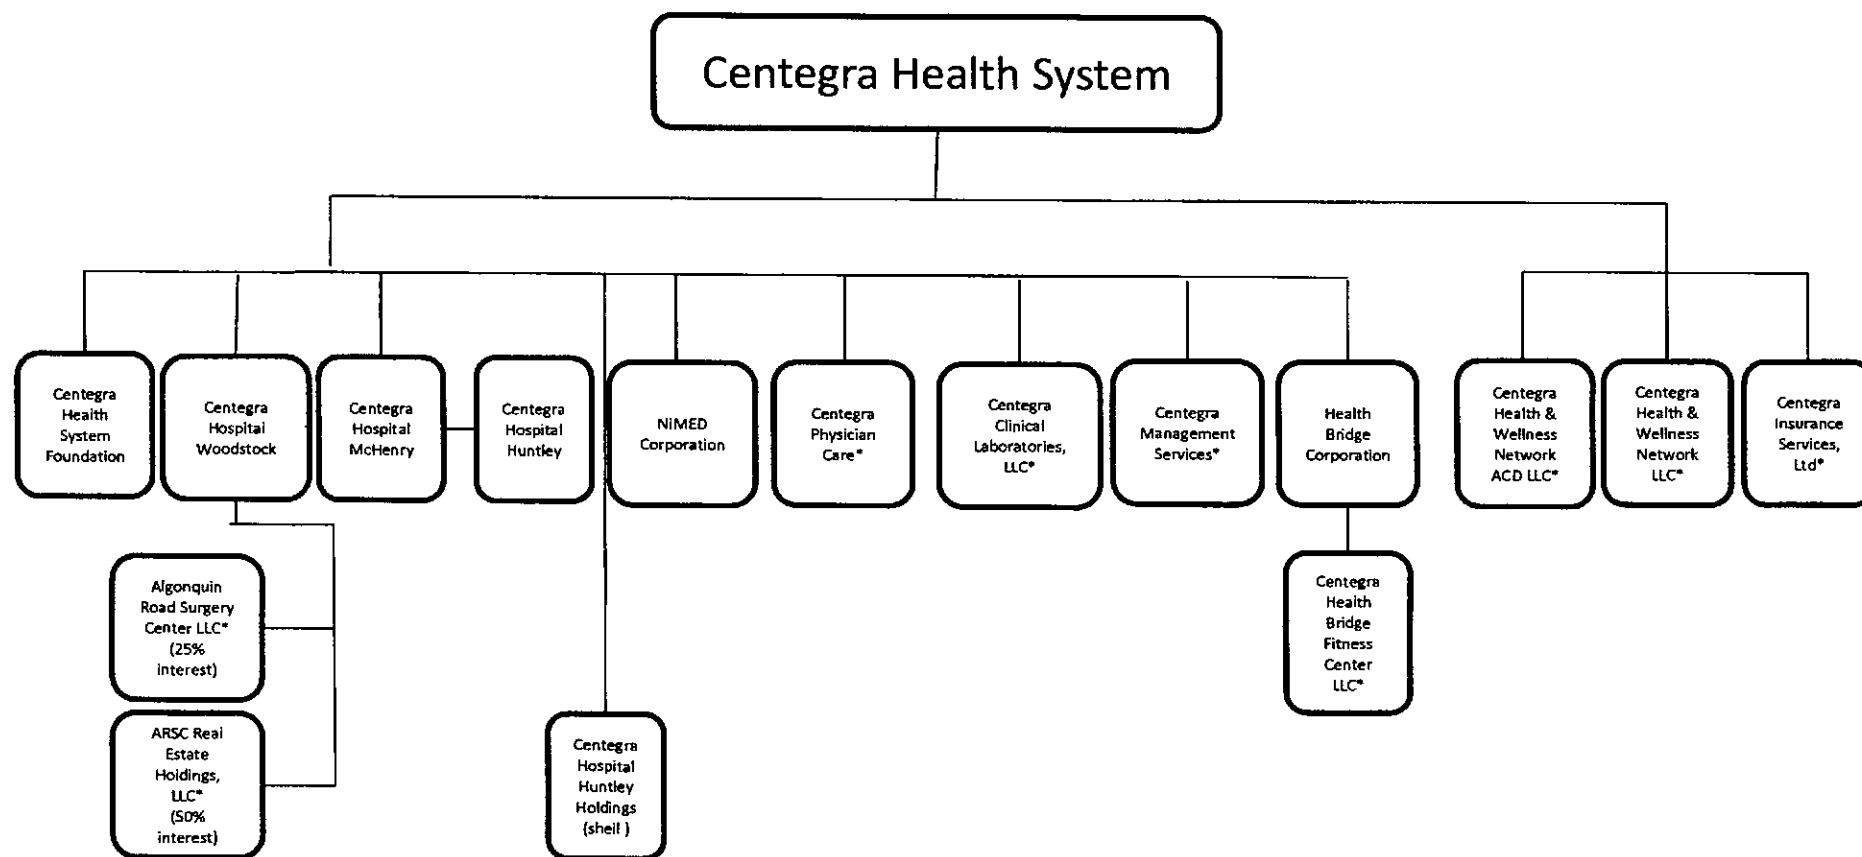 Centegra Health System
Centegra
Health
System
Foundation
Centegra
Hospital
Woodstock
Centegra
Hospital
McHenry
Centegra
Hospital
Huntley
NiMED
Corporation
Centegra
Physician
Care*
Centegra
Clinical
Laboratories,
LLC*
Centegra
Management
Services*
Health
Bridge
Corporation
Centegra
Health &
Wellness
Network
ACD LLC*
Centegra
Health &
Wellness
Network
LLC*
Centegra
Insurance
Services,
Ltd*
Algonquin
Road Surgery
Center LLC*
(25%
interest)
ARSC Real
Estate
Holdings,
LLC*
(50%
interest)
Centegra
Hospital
Huntley
Holdings
(shell )
Centegra
Health
Bridge
Fitness
Center
LLC*